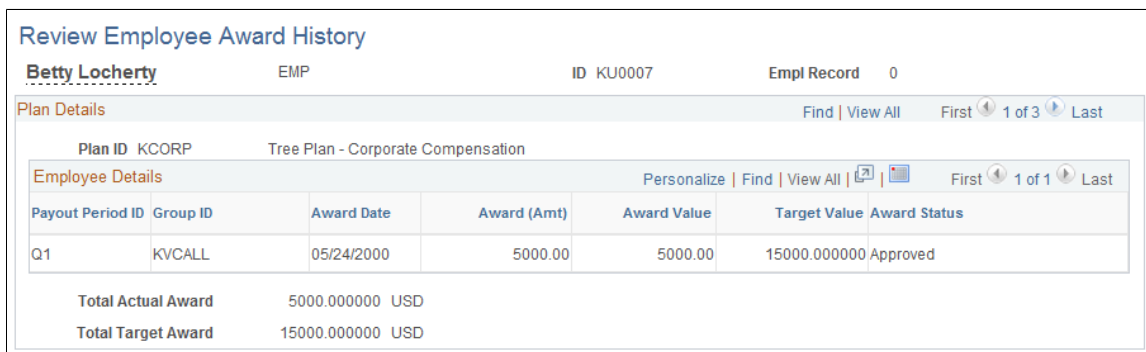 Review Employee Award History
Betty Locherty EMP ID KU0007 Empl Record 0
Plan Details Find | View All First 1 of 3 Last
Plan ID KCORP Tree Plan - Corporate Compensation
Employee Details Personalize | Find | View All | | First 1 of 1 Last
Payout Period ID Group ID Award Date Award (Amt) Award Value Target Value Award Status
Q1 KVCALL 05/24/2000 5000.00 5000.00 15000.000000 Approved
Total Actual Award 5000.000000 USD
Total Target Award 15000.000000 USD